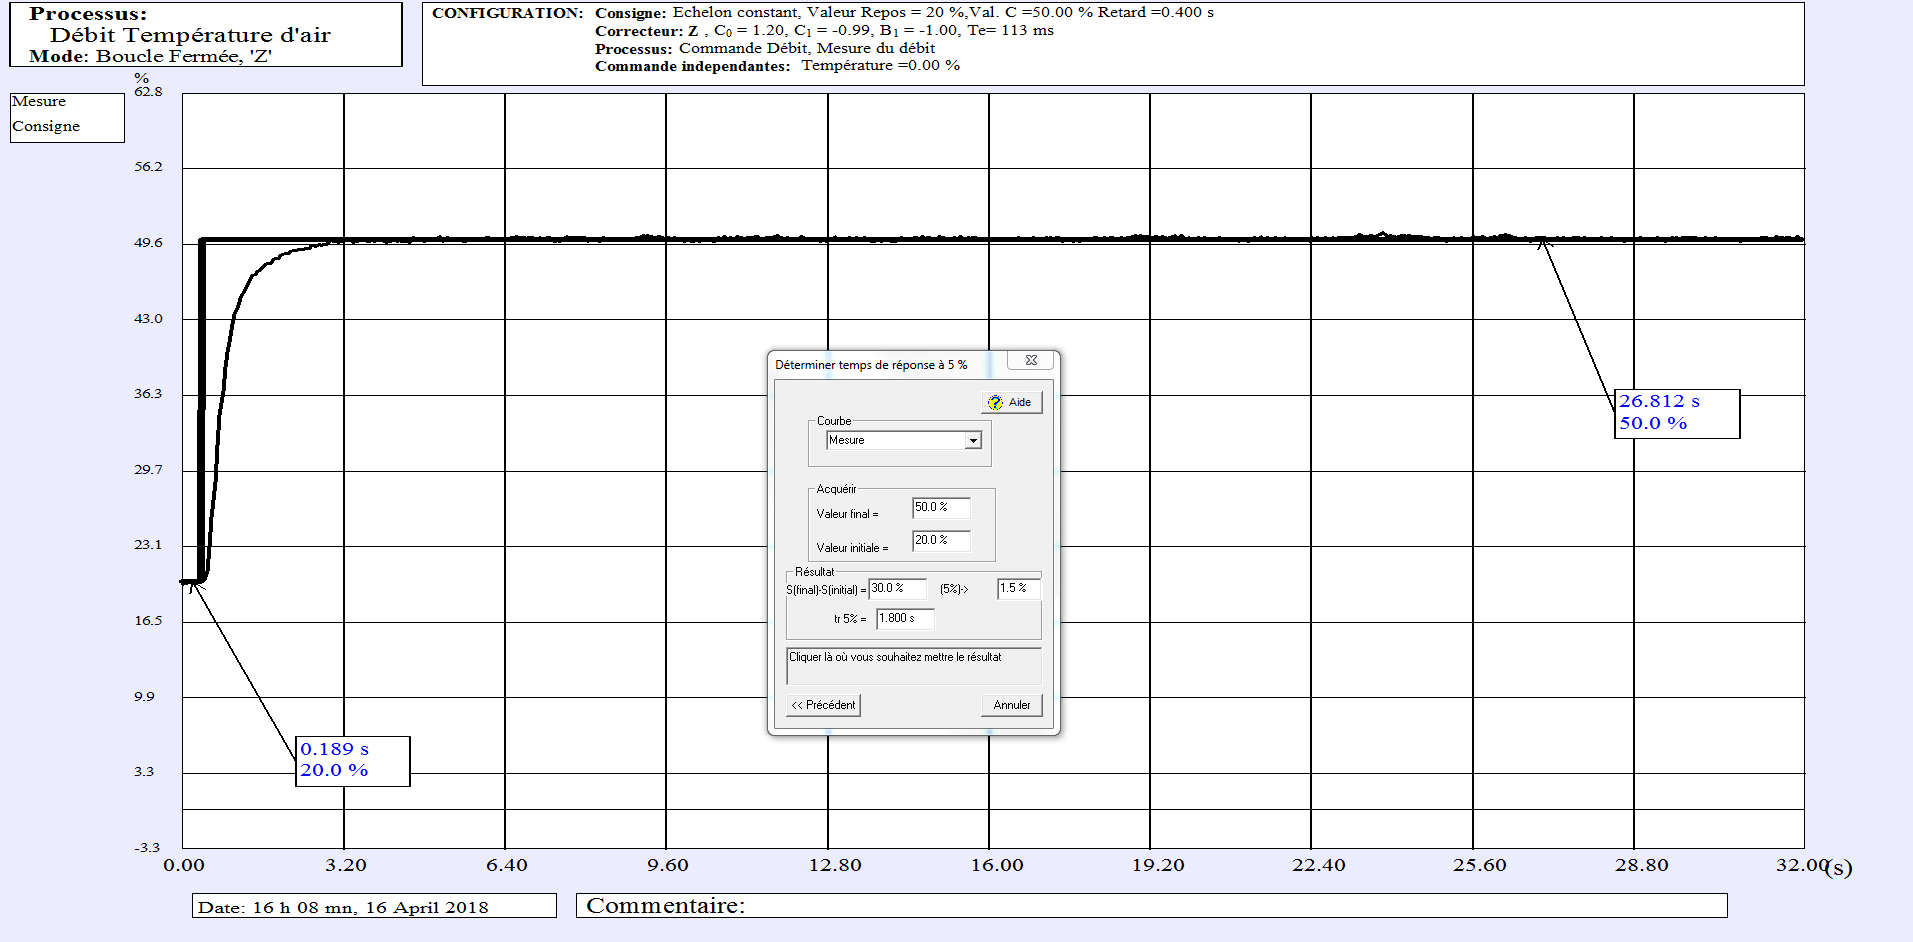 Processus:
Débit Température d'air
Mode: Boucle Fermée, 'Z'
CONFIGURATION: Consigne: Echelon constant, Valeur Repos = 20 %,Val. C =50.00 % Retard =0.400 s
Correcteur: Z , C0 = 1.20, C1 = -0.99, B1 = -1.00, Te= 113 ms
Processus: Commande Débit, Mesure du débit
Commande independantes: Température =0.00 %
Mesure
Consigne
%
62.8
56.2
49.6
43.0
36.3
29.7
23.1
16.5
9.9
3.3
-3.3
0.00 3.20 6.40 9.60 12.80 16.00 19.20 22.40 25.60 28.80 32.00 (s)
0.189 s
20.0 %
26.812 s
50.0 %
Déterminer temps de réponse à 5 %
Aide
Courbe
Mesure
Acquérir
Valeur final = 50.0 %
Valeur initiale = 20.0 %
Résultat
S(final)-S(initial) = 30.0 % (5%)-> 1.5 %
tr 5% = 1.800 s
Cliquer là où vous souhaitez mettre le résultat
<< Précédent Annuler
Date: 16 h 08 mn, 16 April 2018
Commentaire: